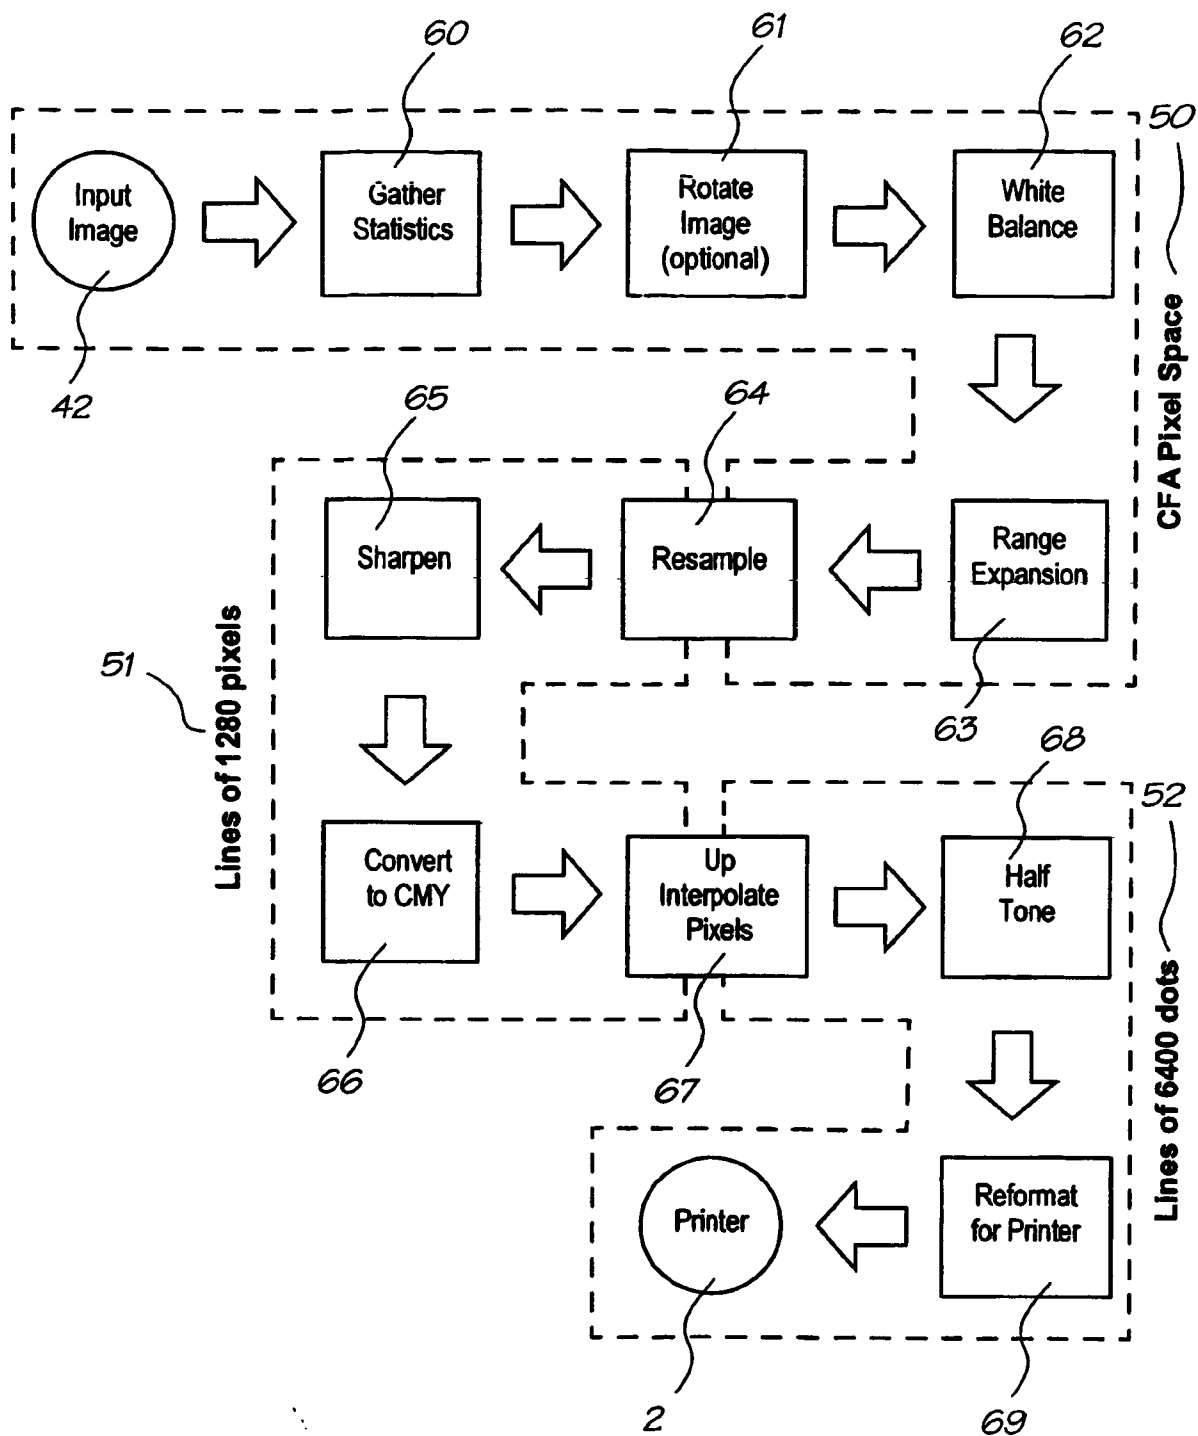 60
61
62
50
Input
Image
Gather
Statistics
Rotate
Image
(optional)
White
Balance
42
CFA Pixel Space
65
64
Sharpen
Resample
Range
Expansion
51
Lines of 1280 pixels
63
68
52
Convert
to CMY
Up
Interpolate
Pixels
Half
Tone
66
67
Lines of 6400 dots
Printer
Reformat
for Printer
2
69